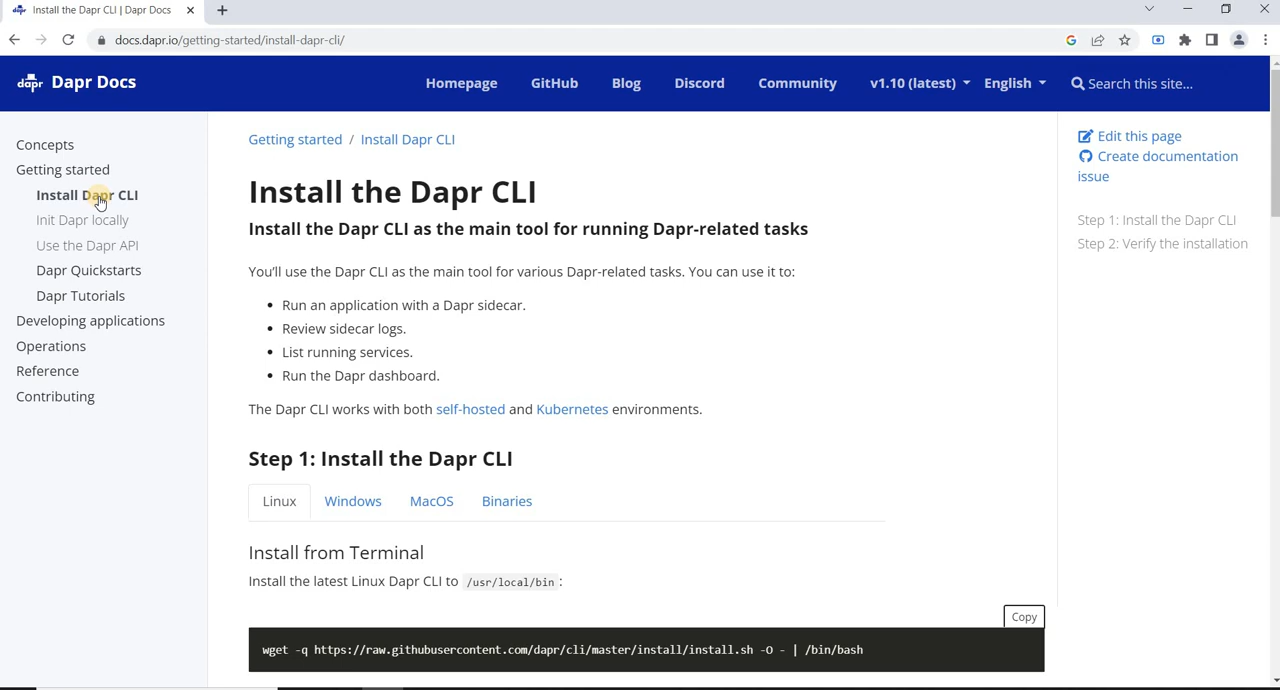 dapr Install the Dapr CLI | Dapr Docs
docs.dapr.io/getting-started/install-dapr-cli/
dapr Dapr Docs
Homepage GitHub Blog Discord Community v1.10 (latest) English Search this site...
Concepts
Getting started
Install Dapr CLI
Init Dapr locally
Use the Dapr API
Dapr Quickstarts
Dapr Tutorials
Developing applications
Operations
Reference
Contributing
Getting started / Install Dapr CLI
Install the Dapr CLI
Install the Dapr CLI as the main tool for running Dapr-related tasks
You'll use the Dapr CLI as the main tool for various Dapr-related tasks. You can use it to:
• Run an application with a Dapr sidecar.
• Review sidecar logs.
• List running services.
• Run the Dapr dashboard.
The Dapr CLI works with both self-hosted and Kubernetes environments.
Step 1: Install the Dapr CLI
Linux Windows MacOS Binaries
Install from Terminal
Install the latest Linux Dapr CLI to /usr/local/bin :
Copy
wget -q https://raw.githubusercontent.com/dapr/cli/master/install/install.sh -O - | /bin/bash
Edit this page
Create documentation
issue
Step 1: Install the Dapr CLI
Step 2: Verify the installation